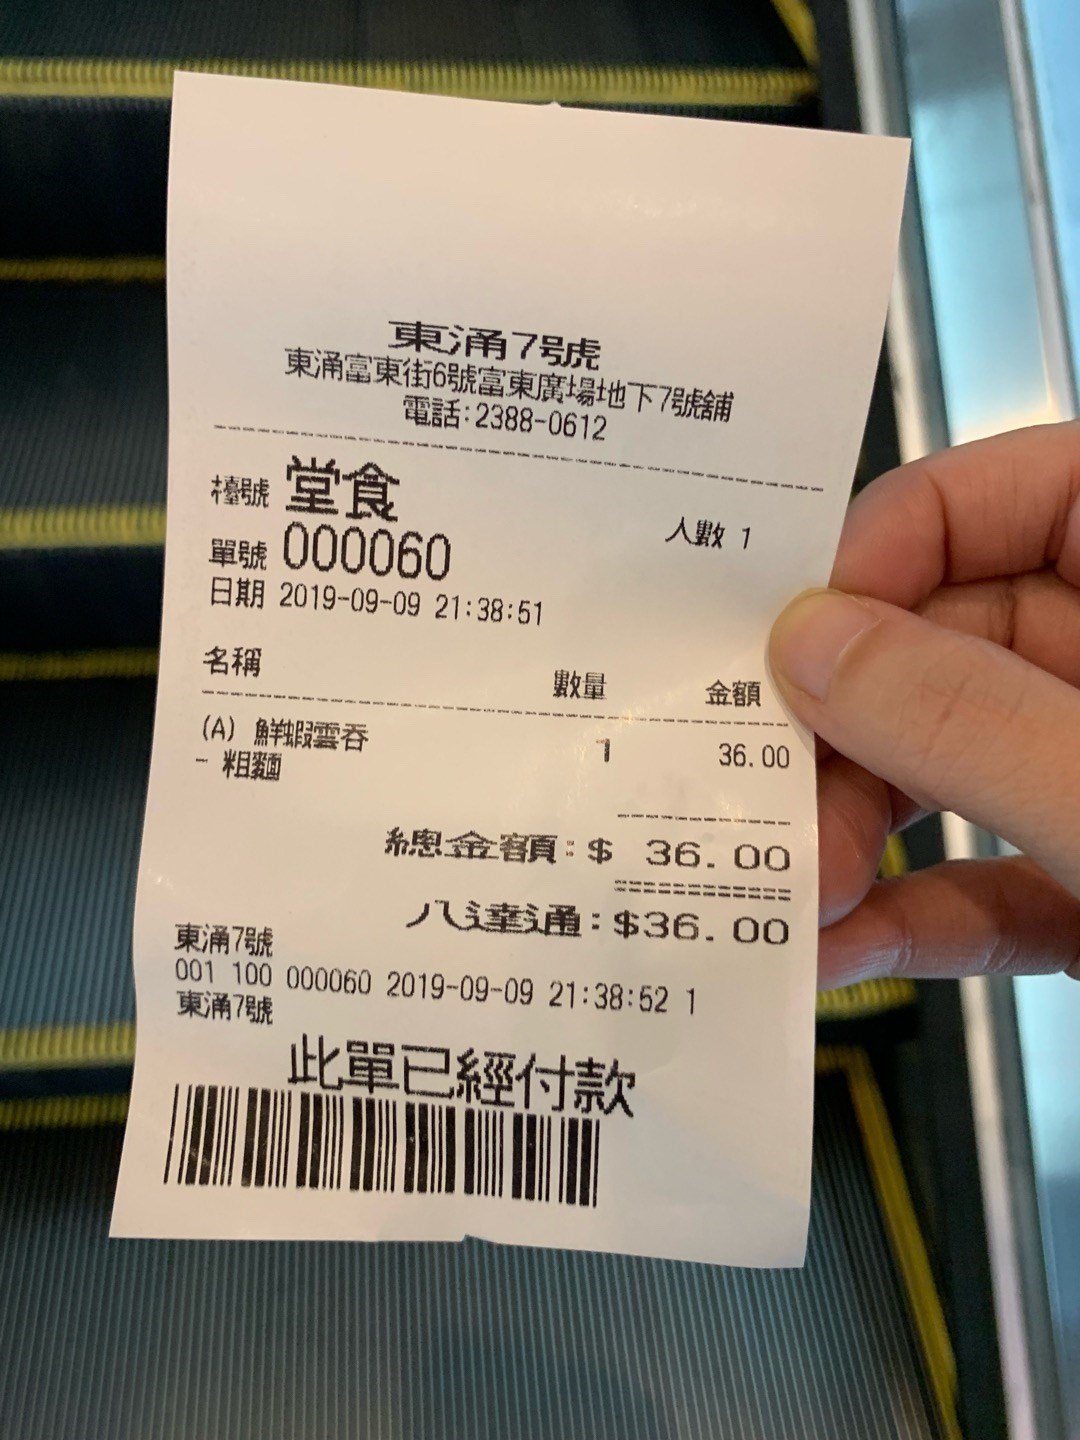 東涌7號
東涌富東街6號富東廣場地下7號舖
電話:2388-0612
檯號 堂食
人數 1
單號 000060
日期 2019-09-09 21:38:51
名稱 數量 金額
(A) 鮮蝦雲吞 1 36.00
- 粗麵
總金額:$ 36.00
八達通:$36.00
東涌7號
001 100 000060 2019-09-09 21:38:52 1
東涌7號
此單已經付款